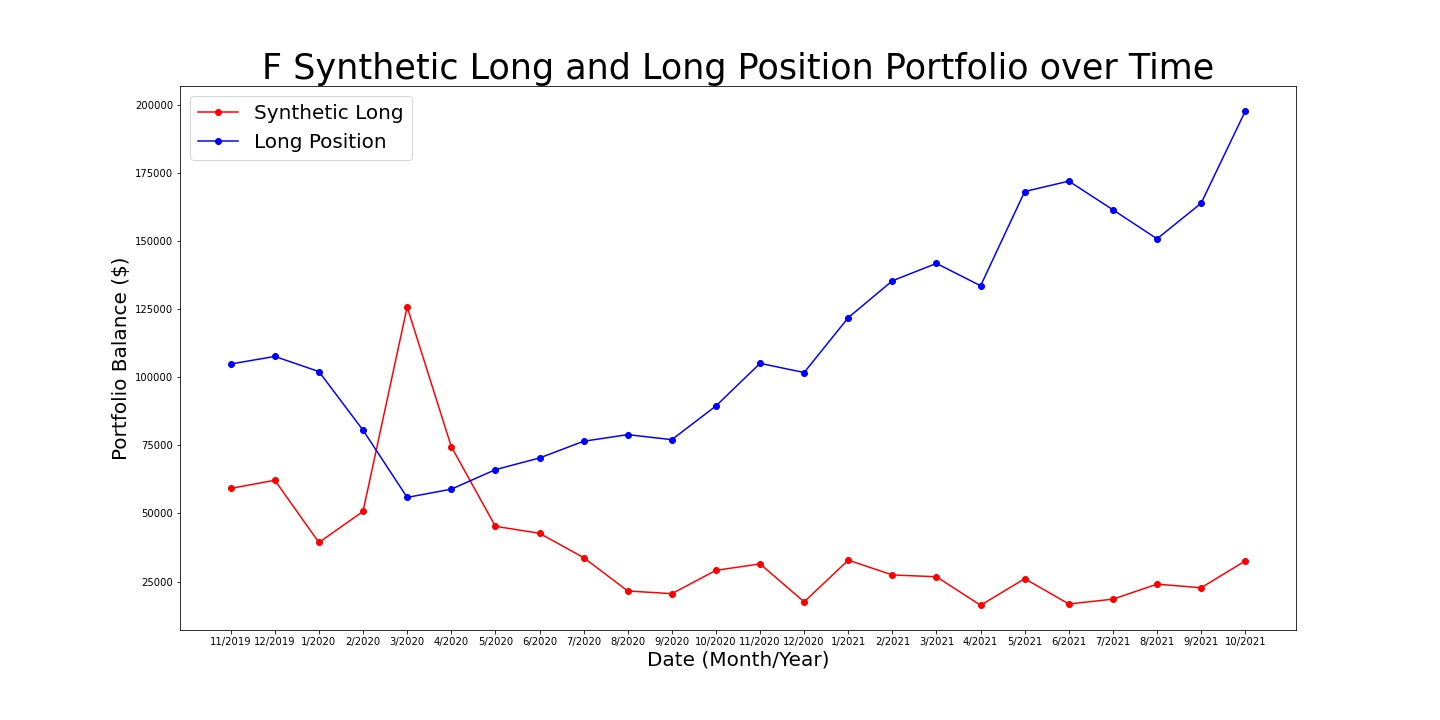 F Synthetic Long and Long Position Portfolio over Time
Synthetic Long
Long Position
Portfolio Balance ($)
200000
175000
150000
125000
100000
75000
50000
25000
11/2019 12/2019 1/2020 2/2020 3/2020 4/2020 5/2020 6/2020 7/2020 8/2020 9/2020 10/2020 11/2020 12/2020 1/2021 2/2021 3/2021 4/2021 5/2021 6/2021 7/2021 8/2021 9/2021 10/2021
Date (Month/Year)